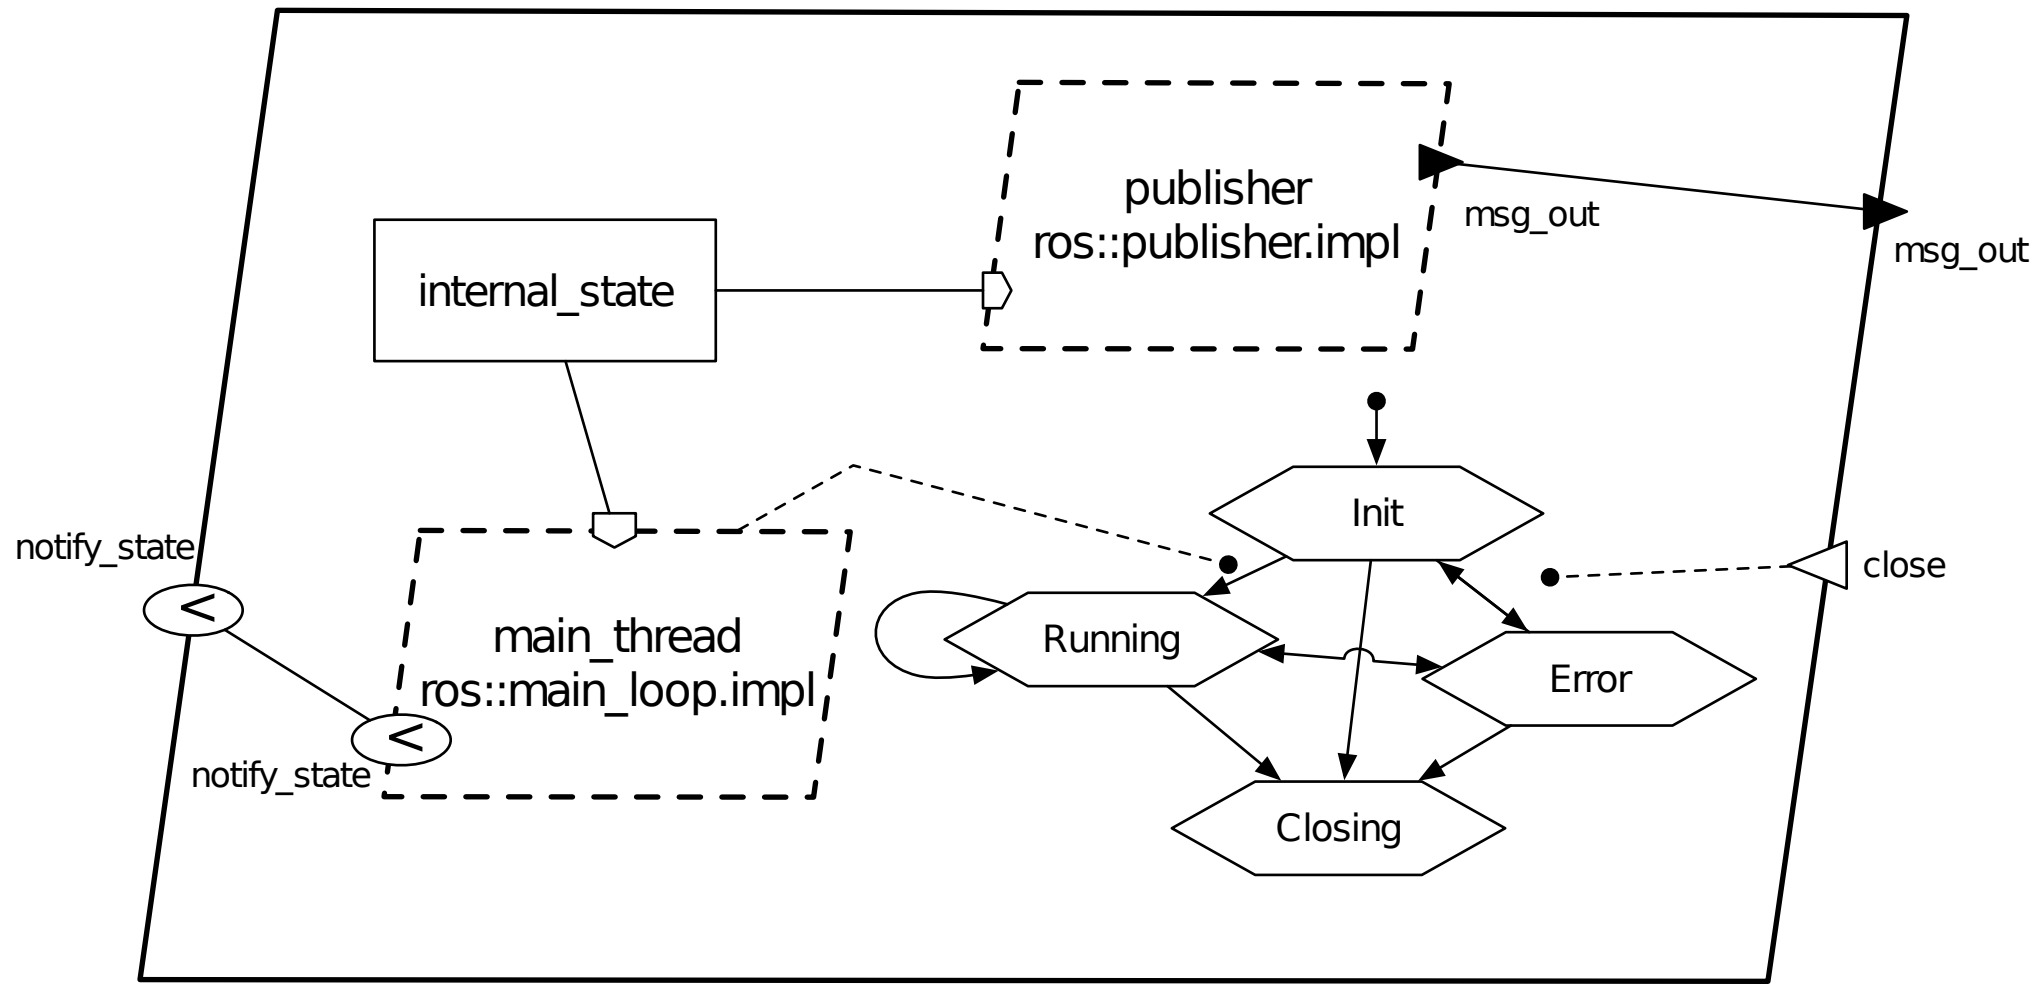 publisher
ros::publisher.impl
msg_out
msg_out
internal_state
Init
notify_state
close
<
main_thread
ros::main_loop.impl
Running
Error
<
notify_state
Closing